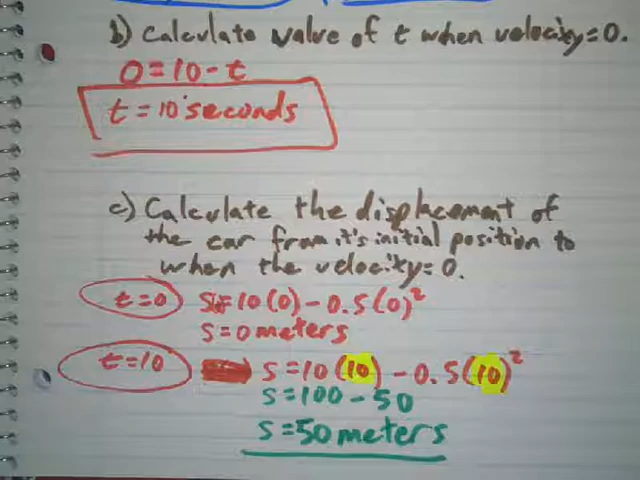 b) Calculate value of t when velocity=0.
0=10-t
t=10 seconds
c) Calculate the displacement of
the car from it's initial position to
when the velocity=0.
t=0 s=10(0)-0.5(0)²
s=0 meters
t=10 s=10(10)-0.5(10)²
s=100-50
s=50 meters